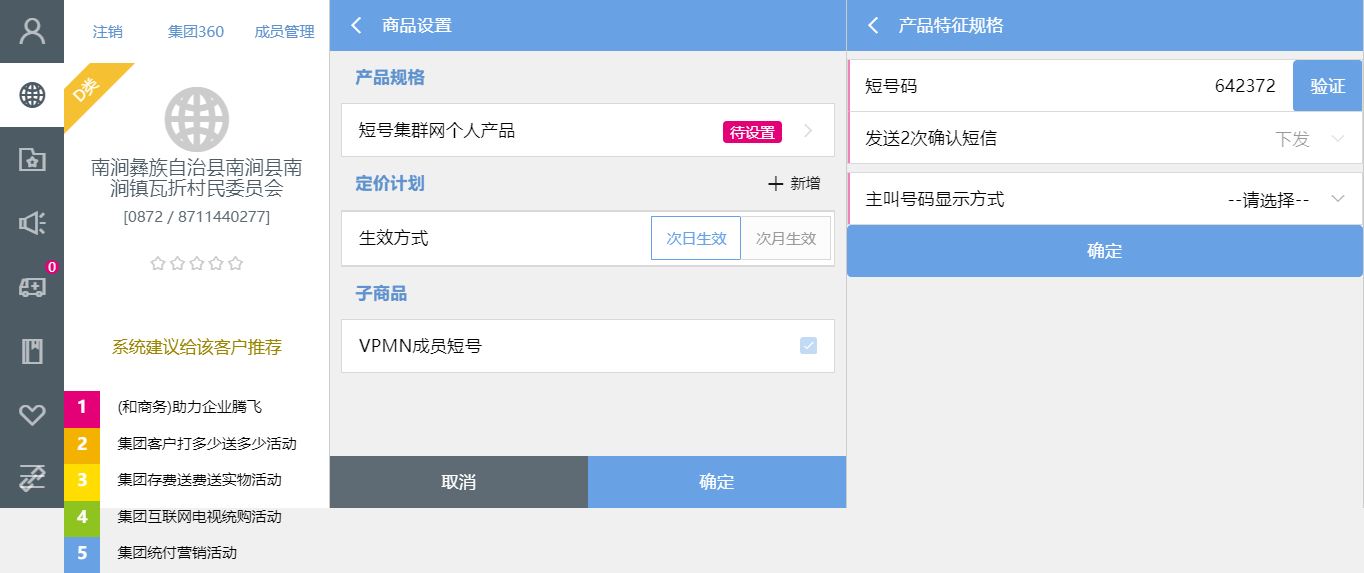 注销 集团360 成员管理
D类
南涧彝族自治县南涧县南
涧镇瓦折村民委员会
[0872 / 8711440277]
0
系统建议给该客户推荐
1 (和商务)助力企业腾飞
2 集团客户打多少送多少活动
3 集团存费送费送实物活动
4 集团互联网电视统购活动
5 集团统付营销活动
商品设置
产品规格
短号集群网个人产品 待设置
定价计划 新增
生效方式 次日生效 次月生效
子商品
VPMN成员短号
取消 确定
产品特征规格
短号码 642372 验证
发送2次确认短信 下发
主叫号码显示方式 --请选择--
确定